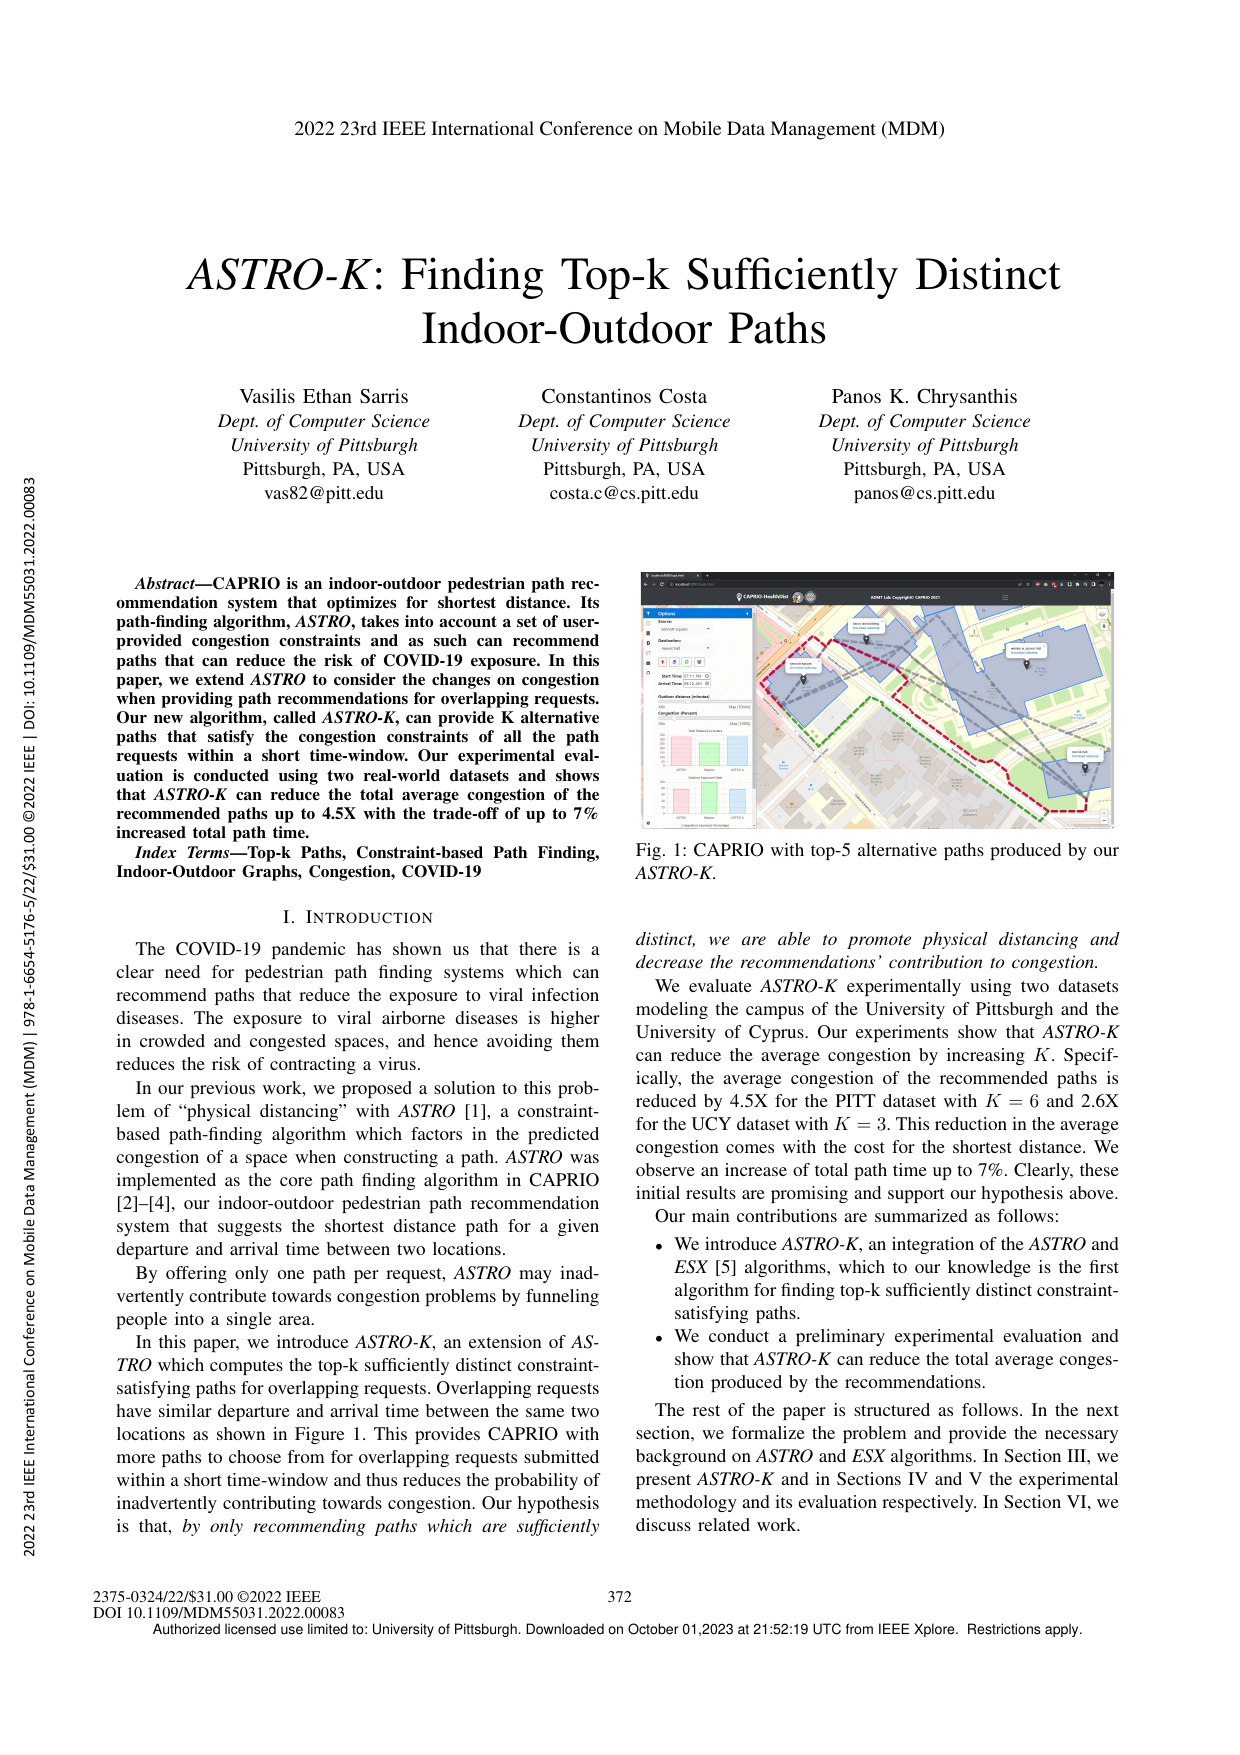 2022 23rd IEEE International Conference on Mobile Data Management (MDM)
ASTRO-K: Finding Top-k Sufficiently Distinct
Indoor-Outdoor Paths
Vasilis Ethan Sarris
Dept. of Computer Science
University of Pittsburgh
Pittsburgh, PA, USA
vas82@pitt.edu
Constantinos Costa
Dept. of Computer Science
University of Pittsburgh
Pittsburgh, PA, USA
costa.c@cs.pitt.edu
Panos K. Chrysanthis
Dept. of Computer Science
University of Pittsburgh
Pittsburgh, PA, USA
panos@cs.pitt.edu
2022 23rd IEEE International Conference on Mobile Data Management (MDM) | 978-1-6654-5176-5/22/$31.00 ©2022 IEEE | DOI: 10.1109/MDM55031.2022.00083
Abstract—CAPRIO is an indoor-outdoor pedestrian path rec-
ommendation system that optimizes for shortest distance. Its
path-finding algorithm, ASTRO, takes into account a set of user-
provided congestion constraints and as such can recommend
paths that can reduce the risk of COVID-19 exposure. In this
paper, we extend ASTRO to consider the changes on congestion
when providing path recommendations for overlapping requests.
Our new algorithm, called ASTRO-K, can provide K alternative
paths that satisfy the congestion constraints of all the path
requests within a short time-window. Our experimental eval-
uation is conducted using two real-world datasets and shows
that ASTRO-K can reduce the total average congestion of the
recommended paths up to 4.5X with the trade-off of up to 7%
increased total path time.
Index Terms—Top-k Paths, Constraint-based Path Finding,
Indoor-Outdoor Graphs, Congestion, COVID-19
I. INTRODUCTION
The COVID-19 pandemic has shown us that there is a
clear need for pedestrian path finding systems which can
recommend paths that reduce the exposure to viral infection
diseases. The exposure to viral airborne diseases is higher
in crowded and congested spaces, and hence avoiding them
reduces the risk of contracting a virus.
In our previous work, we proposed a solution to this prob-
lem of “physical distancing” with ASTRO [1], a constraint-
based path-finding algorithm which factors in the predicted
congestion of a space when constructing a path. ASTRO was
implemented as the core path finding algorithm in CAPRIO
[2]–[4], our indoor-outdoor pedestrian path recommendation
system that suggests the shortest distance path for a given
departure and arrival time between two locations.
By offering only one path per request, ASTRO may inad-
vertently contribute towards congestion problems by funneling
people into a single area.
In this paper, we introduce ASTRO-K, an extension of AS-
TRO which computes the top-k sufficiently distinct constraint-
satisfying paths for overlapping requests. Overlapping requests
have similar departure and arrival time between the same two
locations as shown in Figure 1. This provides CAPRIO with
more paths to choose from for overlapping requests submitted
within a short time-window and thus reduces the probability of
inadvertently contributing towards congestion. Our hypothesis
is that, by only recommending paths which are sufficiently
CAPRIO-HealthDist
ADMT Lab Copyright© CAPRIO 2021
Options
Source:
Destination:
Start Time:
Arrival Time:
Outdoor distance (minutes)
Congestion (Percent)
Fig. 1: CAPRIO with top-5 alternative paths produced by our
ASTRO-K.
distinct, we are able to promote physical distancing and
decrease the recommendations’ contribution to congestion.
We evaluate ASTRO-K experimentally using two datasets
modeling the campus of the University of Pittsburgh and the
University of Cyprus. Our experiments show that ASTRO-K
can reduce the average congestion by increasing K. Specif-
ically, the average congestion of the recommended paths is
reduced by 4.5X for the PITT dataset with K = 6 and 2.6X
for the UCY dataset with K = 3. This reduction in the average
congestion comes with the cost for the shortest distance. We
observe an increase of total path time up to 7%. Clearly, these
initial results are promising and support our hypothesis above.
Our main contributions are summarized as follows:
• We introduce ASTRO-K, an integration of the ASTRO and
ESX [5] algorithms, which to our knowledge is the first
algorithm for finding top-k sufficiently distinct constraint-
satisfying paths.
• We conduct a preliminary experimental evaluation and
show that ASTRO-K can reduce the total average conges-
tion produced by the recommendations.
The rest of the paper is structured as follows. In the next
section, we formalize the problem and provide the necessary
background on ASTRO and ESX algorithms. In Section III, we
present ASTRO-K and in Sections IV and V the experimental
methodology and its evaluation respectively. In Section VI, we
discuss related work.
2375-0324/22/$31.00 ©2022 IEEE
DOI 10.1109/MDM55031.2022.00083
372
Authorized licensed use limited to: University of Pittsburgh. Downloaded on October 01,2023 at 21:52:19 UTC from IEEE Xplore. Restrictions apply.